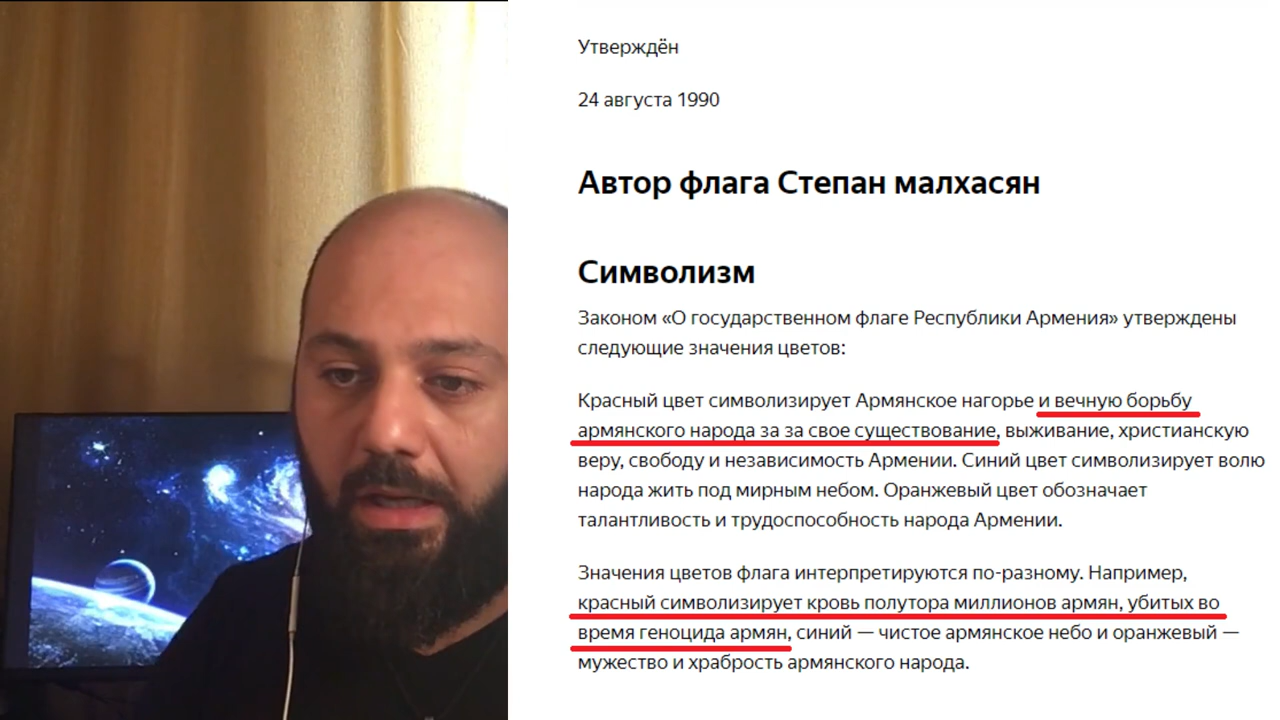 Утверждён
24 августа 1990
Автор флага Степан малхасян
Символизм
Законом «О государственном флаге Республики Армения» утверждены
следующие значения цветов:
Красный цвет символизирует Армянское нагорье и вечную борьбу
армянского народа за за свое существование, выживание, христианскую
веру, свободу и независимость Армении. Синий цвет символизирует волю
народа жить под мирным небом. Оранжевый цвет обозначает
талантливость и трудоспособность народа Армении.
Значения цветов флага интерпретируются по-разному. Например,
красный символизирует кровь полутора миллионов армян, убитых во
время геноцида армян, синий — чистое армянское небо и оранжевый —
мужество и храбрость армянского народа.